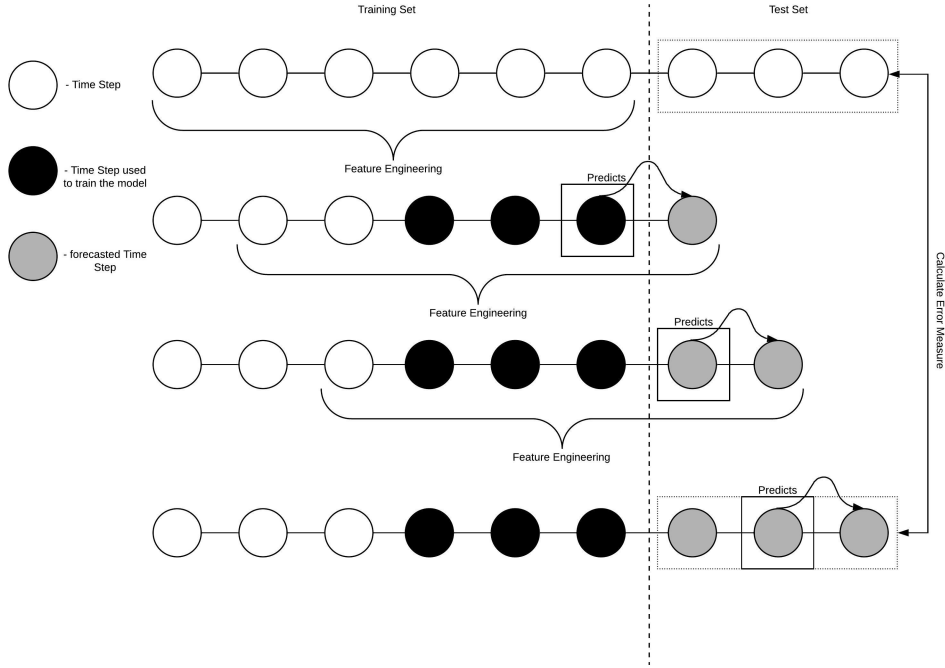 Training Set
Test Set
- Time Step
Feature Engineering
- Time Step used
to train the model
Predicts
- forecasted Time
Step
Feature Engineering
Predicts
Calculate Error Measure
Feature Engineering
Predicts